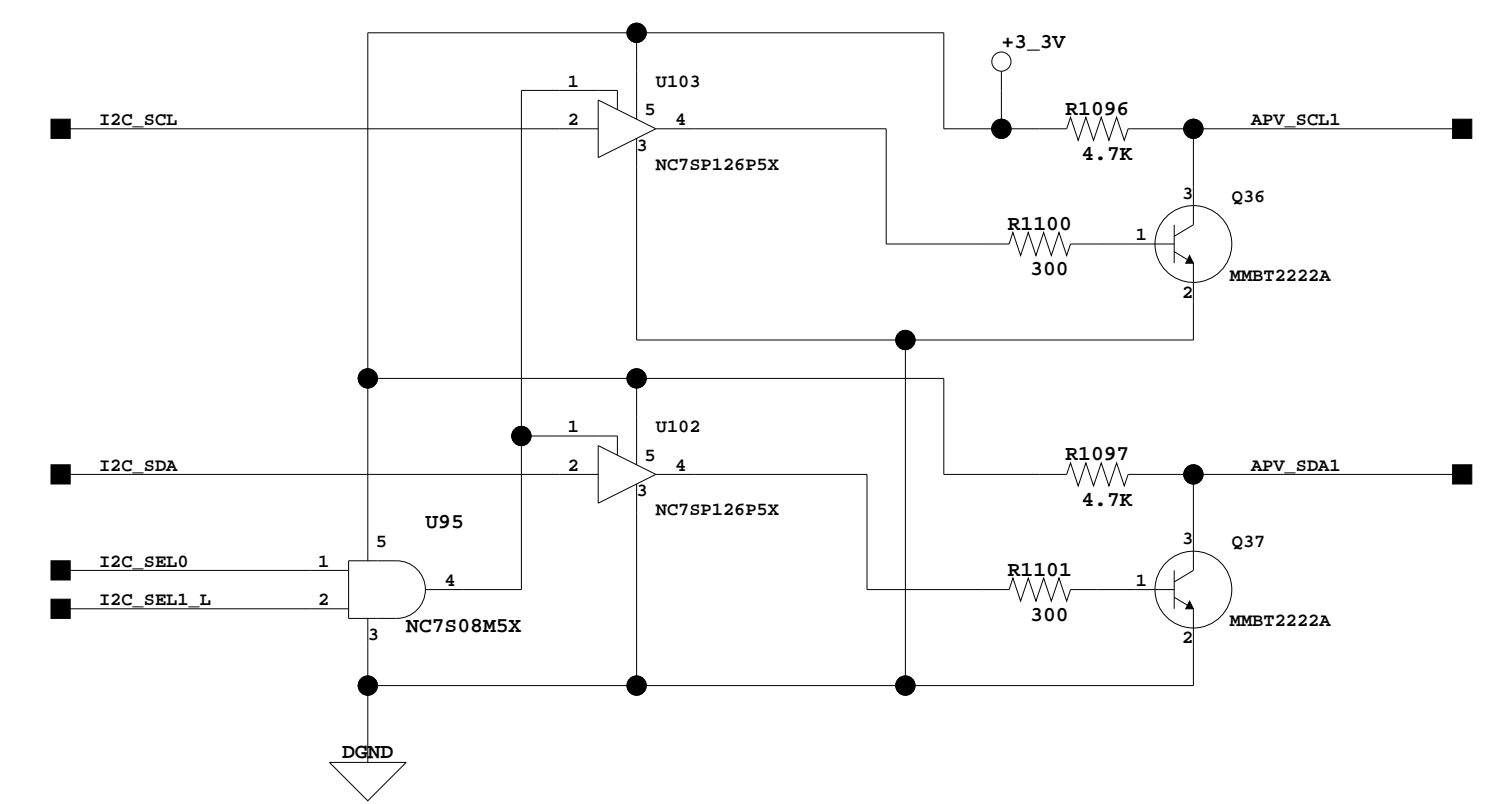 +3_3V
1
U103
I2C_SCL
2
5
4
3
NC7SP126P5X
R1096
4.7K
APV_SCL1
3
Q36
R1100
300
1
MMBT2222A
2
1
U102
I2C_SDA
2
5
4
3
NC7SP126P5X
R1097
4.7K
APV_SDA1
U95
5
I2C_SEL0
1
4
I2C_SEL1_L
2
NC7S08M5X
3
3
Q37
R1101
300
1
MMBT2222A
2
DGND